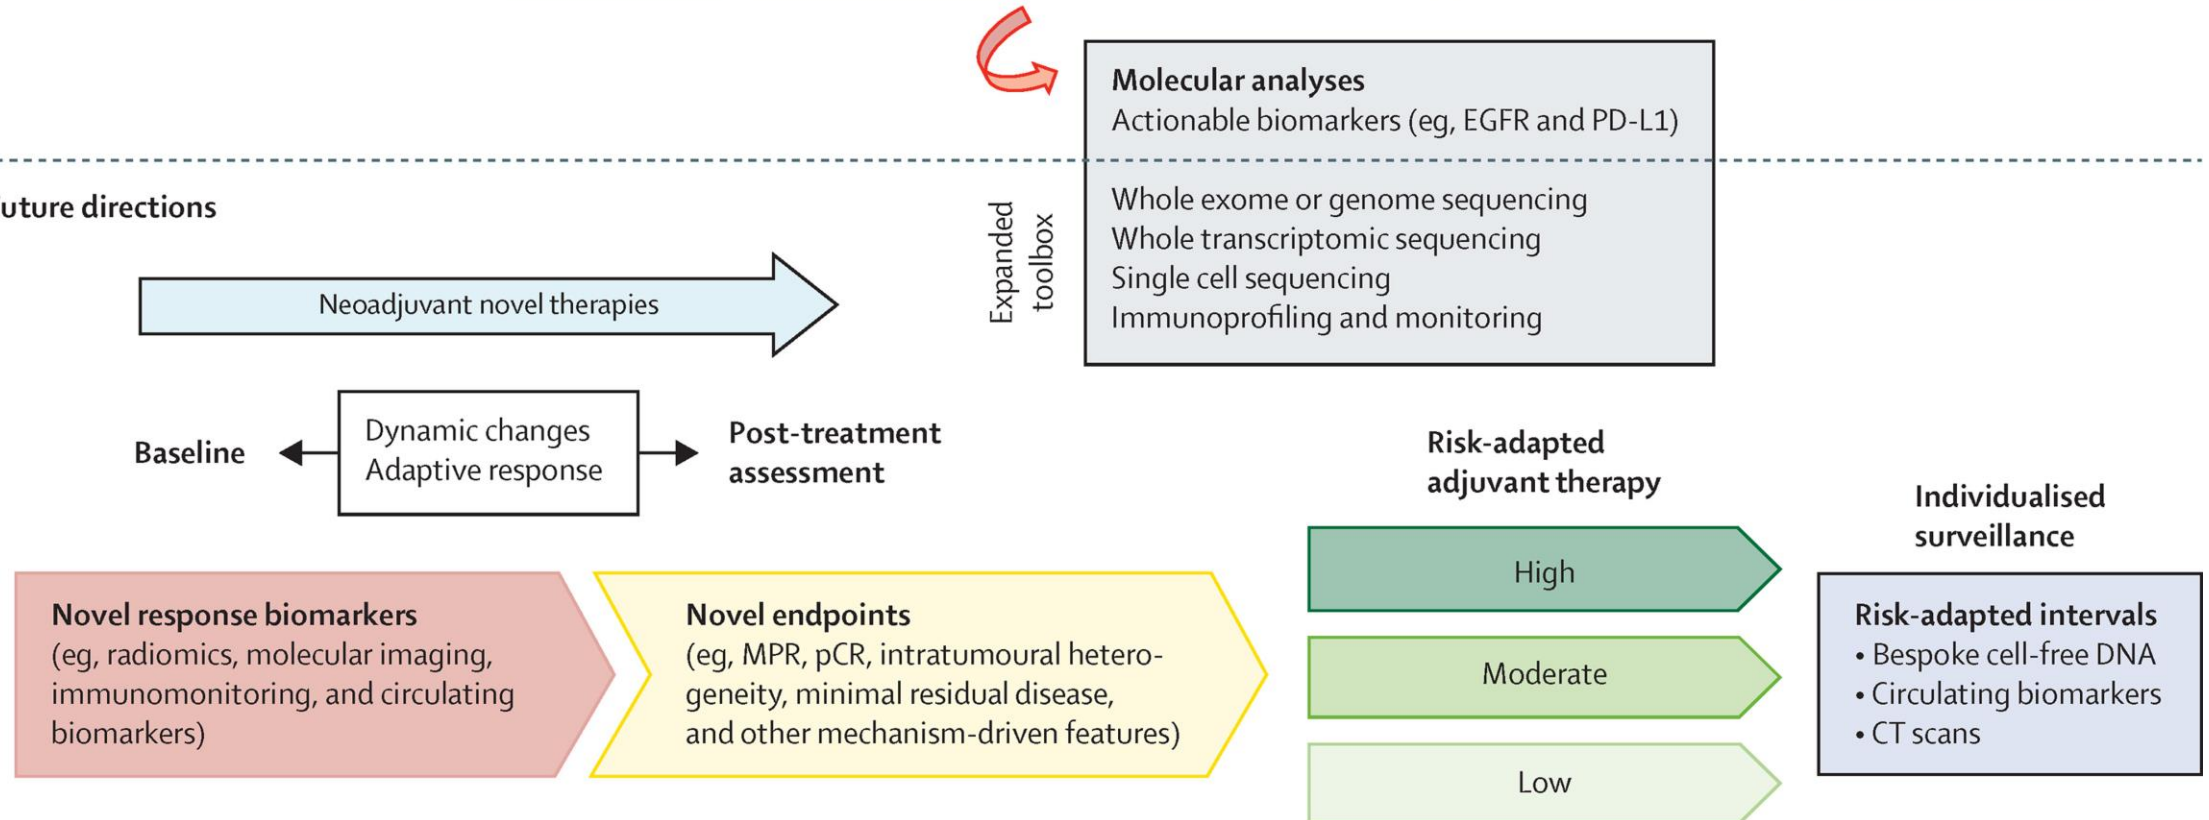 Molecular analyses
Actionable biomarkers (eg, EGFR and PD-L1)
uture directions
Expanded
toolbox
Whole exome or genome sequencing
Whole transcriptomic sequencing
Single cell sequencing
Immunoprofiling and monitoring
Neoadjuvant novel therapies
Baseline
Dynamic changes
Adaptive response
Post-treatment
assessment
Risk-adapted
adjuvant therapy
Individualised
surveillance
Novel response biomarkers
(eg, radiomics, molecular imaging,
immunomonitoring, and circulating
biomarkers)
Novel endpoints
(eg, MPR, pCR, intratumoural hetero-
geneity, minimal residual disease,
and other mechanism-driven features)
High
Moderate
Low
Risk-adapted intervals
• Bespoke cell-free DNA
• Circulating biomarkers
• CT scans